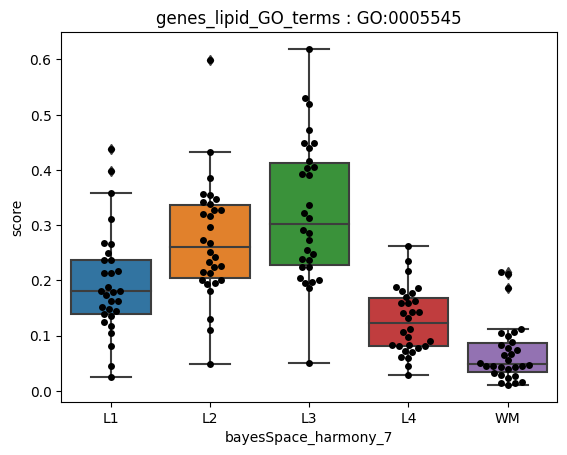 genes_lipid_GO_terms : GO:0005545
score
0.6
0.5
0.4
0.3
0.2
0.1
0.0
L1 L2 L3 L4 WM
bayesSpace_harmony_7